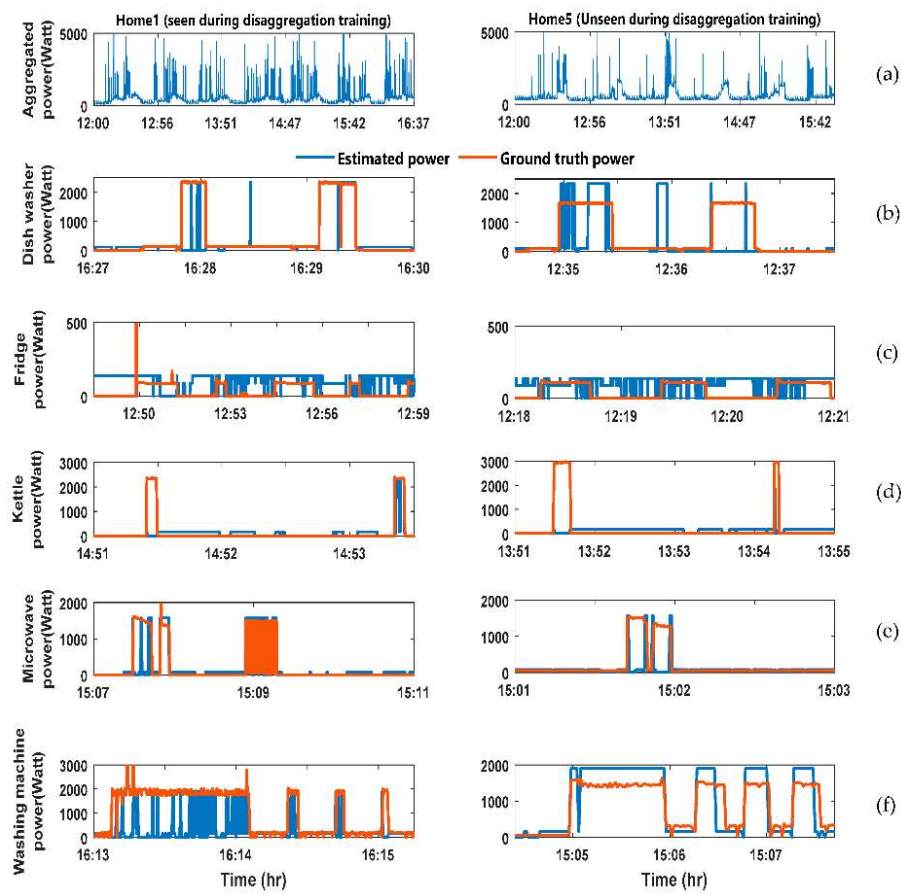 Home1 (seen during disaggregation training)
Home5 (Unseen during disaggregation training)
Aggregated power(Watt)
5000
0
12:00 12:56 13:51 14:47 15:42 16:37
5000
0
12:00 12:56 13:51 14:47 15:42
(a)
Estimated power
Ground truth power
Dish washer power(Watt)
2000
1000
0
16:27 16:28 16:29 16:30
2000
1000
0
12:35 12:36 12:37
(b)
Fridge power(Watt)
500
0
12:50 12:53 12:56 12:59
500
0
12:18 12:19 12:20 12:21
(c)
Kettle power(Watt)
3000
2000
1000
0
14:51 14:52 14:53
3000
2000
1000
0
13:51 13:52 13:53 13:54 13:55
(d)
Microwave power(Watt)
2000
1000
0
15:07 15:09 15:11
2000
1000
0
15:01 15:02 15:03
(e)
Washing machine power(Watt)
3000
2000
1000
0
16:13 16:14 16:15
Time (hr)
2000
1000
0
15:05 15:06 15:07
Time (hr)
(f)